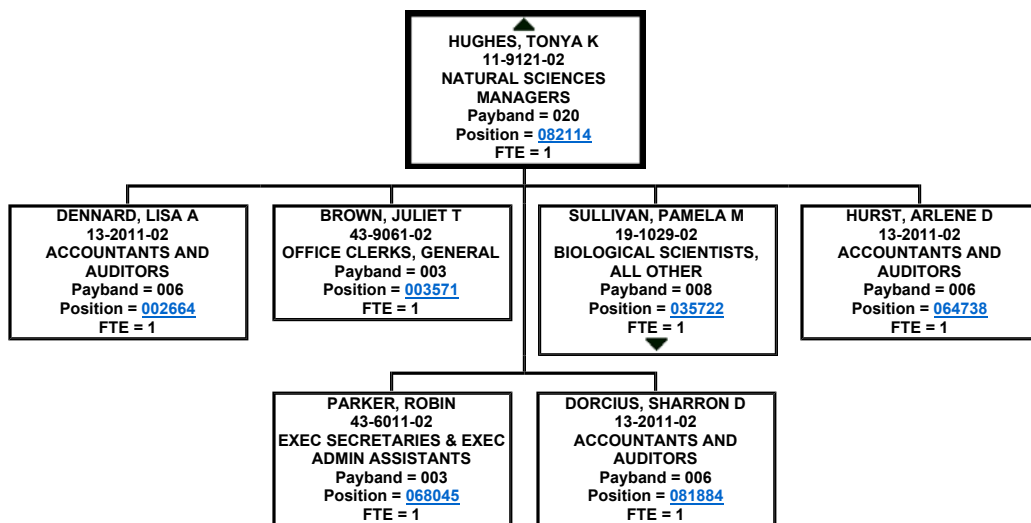 HUGHES, TONYA K
11-9121-02
NATURAL SCIENCES
MANAGERS
Payband = 020
Position = 082114
FTE = 1
DENNARD, LISA A
13-2011-02
ACCOUNTANTS AND
AUDITORS
Payband = 006
Position = 002664
FTE = 1
BROWN, JULIET T
43-9061-02
OFFICE CLERKS, GENERAL
Payband = 003
Position = 003571
FTE = 1
SULLIVAN, PAMELA M
19-1029-02
BIOLOGICAL SCIENTISTS,
ALL OTHER
Payband = 008
Position = 035722
FTE = 1
HURST, ARLENE D
13-2011-02
ACCOUNTANTS AND
AUDITORS
Payband = 006
Position = 064738
FTE = 1
PARKER, ROBIN
43-6011-02
EXEC SECRETARIES & EXEC
ADMIN ASSISTANTS
Payband = 003
Position = 068045
FTE = 1
DORCIUS, SHARRON D
13-2011-02
ACCOUNTANTS AND
AUDITORS
Payband = 006
Position = 081884
FTE = 1